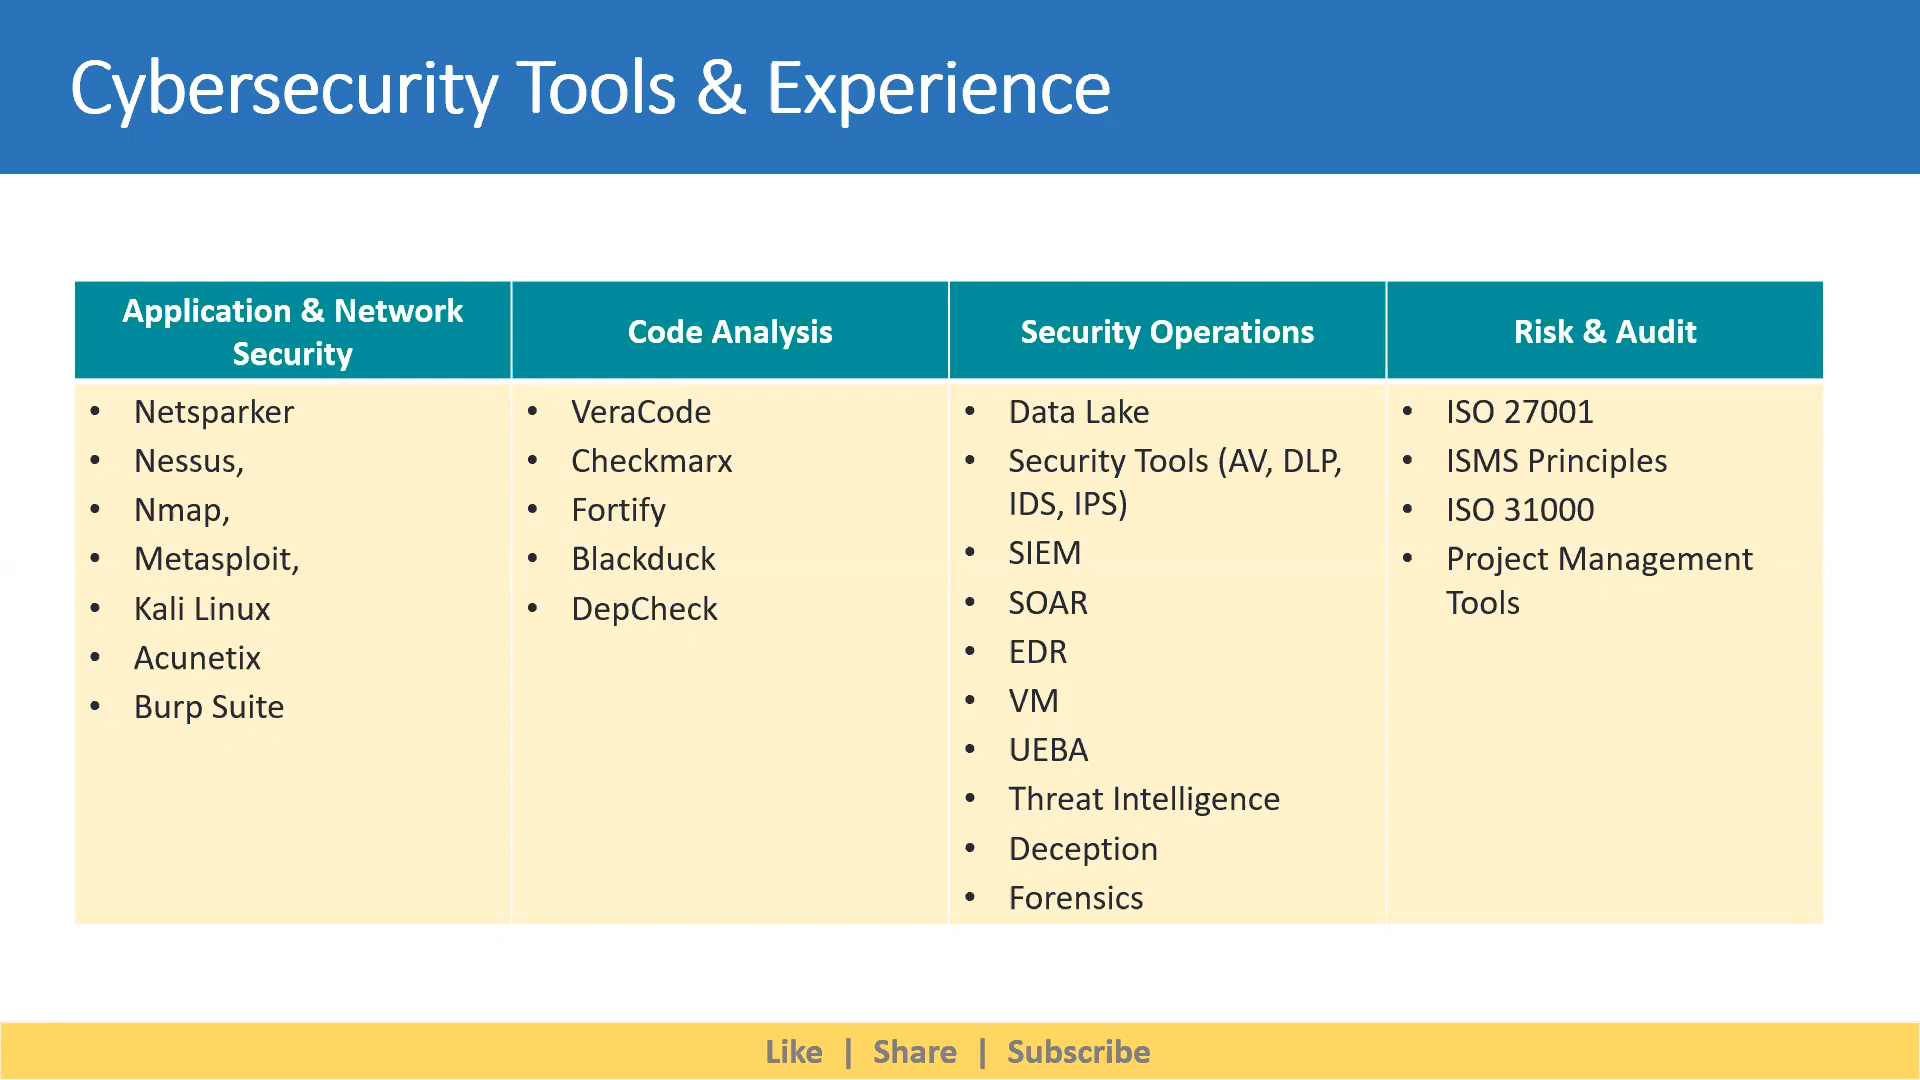 Cybersecurity Tools & Experience
Application & Network
Security
Code Analysis
Security Operations
Risk & Audit
• Netsparker
• Nessus,
• Nmap,
• Metasploit,
• Kali Linux
• Acunetix
• Burp Suite
• VeraCode
• Checkmarx
• Fortify
• Blackduck
• DepCheck
• Data Lake
• Security Tools (AV, DLP,
IDS, IPS)
• SIEM
• SOAR
• EDR
• VM
• UEBA
• Threat Intelligence
• Deception
• Forensics
• ISO 27001
• ISMS Principles
• ISO 31000
• Project Management
Tools
Like | Share | Subscribe